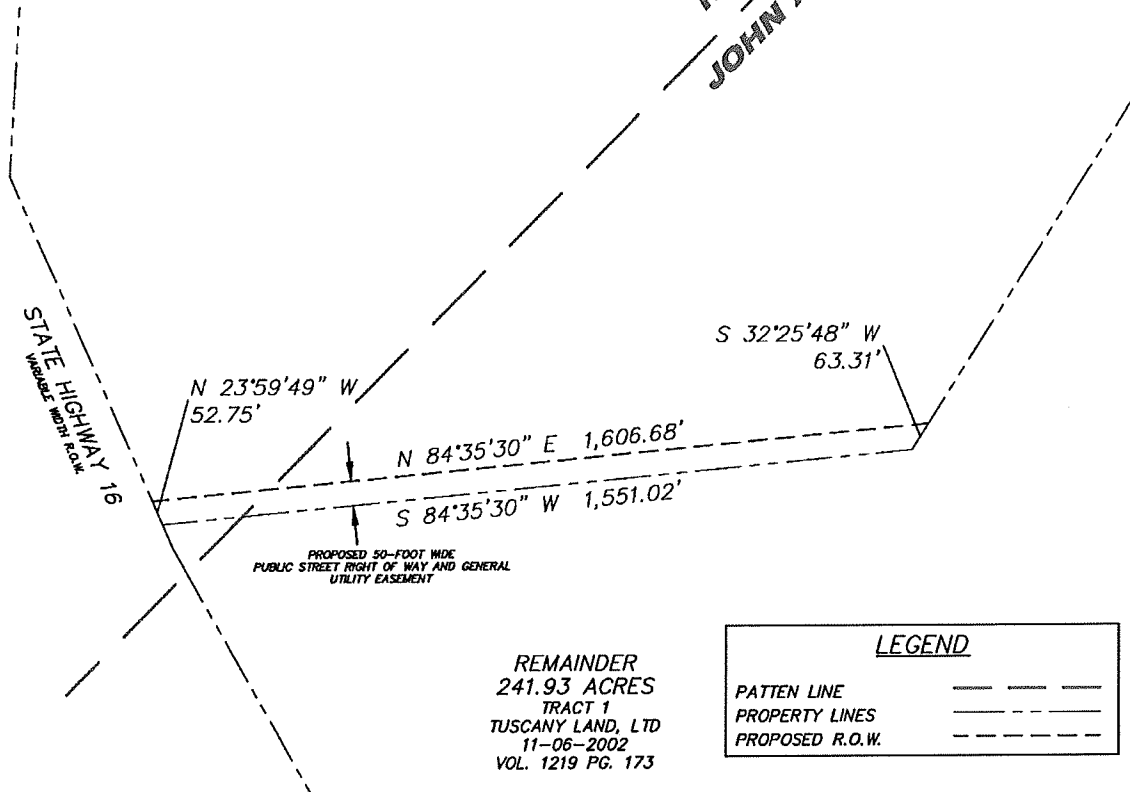 JOHN
STATE HIGHWAY 16
VARIABLE WIDTH R.O.W.
N 23°59'49" W
52.75'
S 32°25'48" W
63.31'
N 84°35'30" E 1,606.68'
S 84°35'30" W 1,551.02'
PROPOSED 50-FOOT WIDE
PUBLIC STREET RIGHT OF WAY AND GENERAL
UTILITY EASEMENT
REMAINDER
241.93 ACRES
TRACT 1
TUSCANY LAND, LTD
11-06-2002
VOL. 1219 PG. 173
LEGEND
PATTEN LINE
PROPERTY LINES
PROPOSED R.O.W.